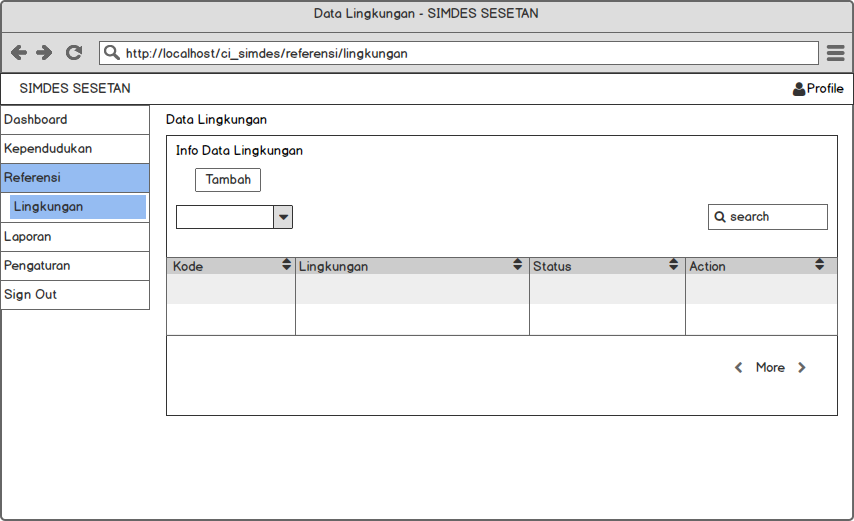 Data Lingkungan - SIMDES SESETAN
http://localhost/ci_simdes/referensi/lingkungan
SIMDES SESETAN
Profile
Dashboard
Kependudukan
Referensi
Lingkungan
Laporan
Pengaturan
Sign Out
Data Lingkungan
Info Data Lingkungan
Tambah
search
Kode Lingkungan Status Action
More